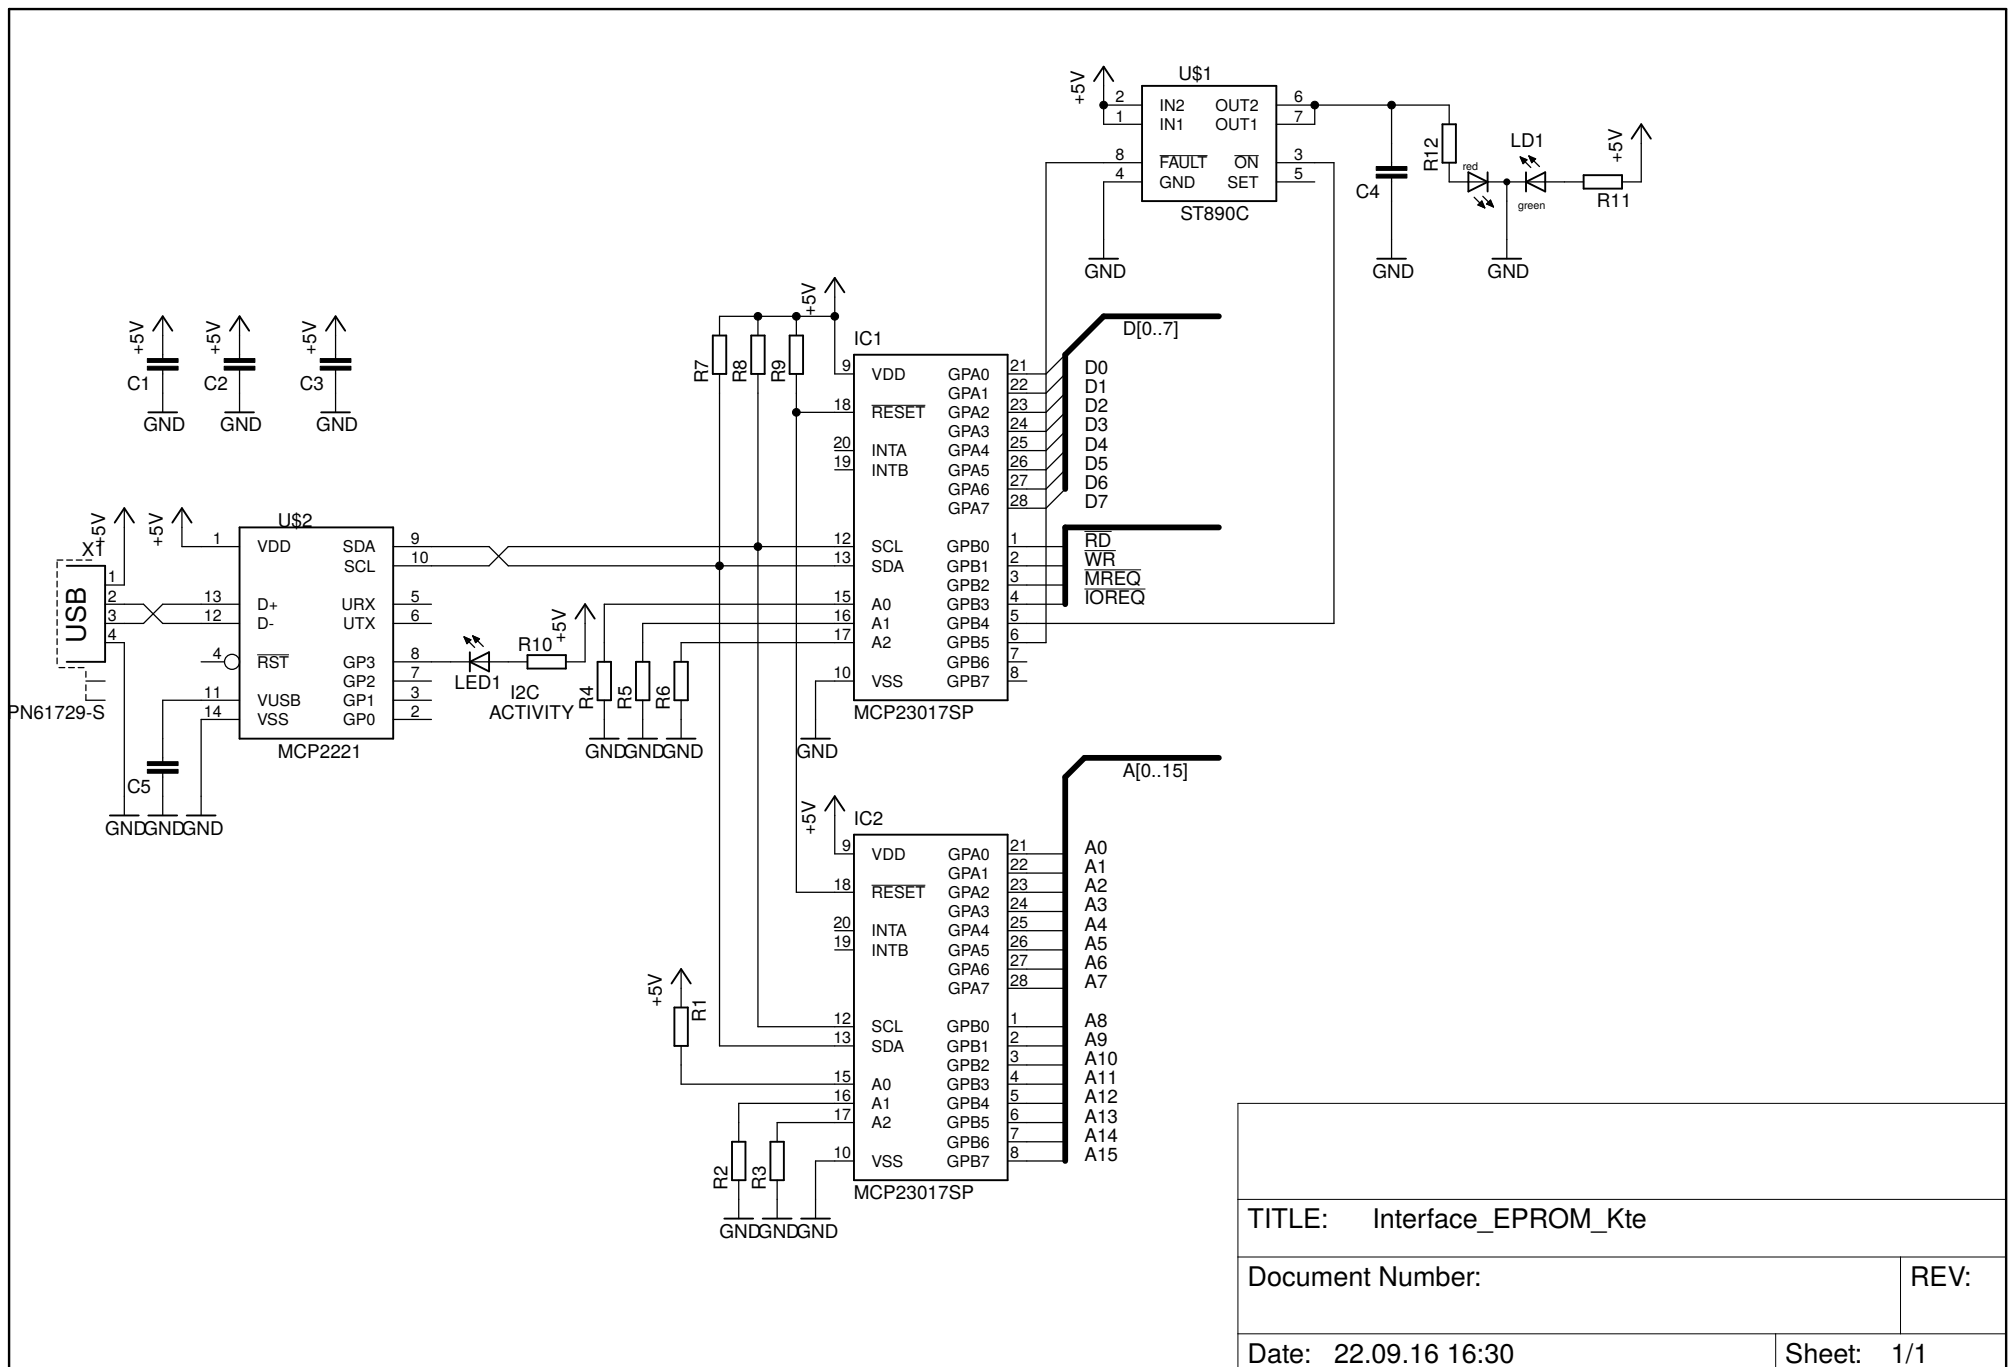 U$1
+5V
2 IN2 OUT2 6
1 IN1 OUT1 7
8 FAULT ON 3
4 GND SET 5
ST890C
GND
C4
GND
R12
red
LD1
green
GND
R11
+5V
+5V
C1
GND
+5V
C2
GND
+5V
C3
GND
+5V
R7
R8
R9
IC1
9 VDD GPA0 21
GPA1 22
18 RESET GPA2 23
GPA3 24
20 INTA GPA4 25
19 INTB GPA5 26
GPA6 27
GPA7 28
12 SCL GPB0 1
13 SDA GPB1 2
GPB2 3
15 A0 GPB3 4
16 A1 GPB4 5
17 A2 GPB5 6
GPB6 7
10 VSS GPB7 8
MCP23017SP
GND
D[0..7]
D0
D1
D2
D3
D4
D5
D6
D7
RD
WR
MREQ
IOREQ
+5V
X1
USB
1
2
3
4
PN61729-S
GND
+5V
U$2
1 VDD SDA 9
SCL 10
13 D+ URX 5
12 D- UTX 6
4 RST GP3 8
GP2 7
11 VUSB GP1 3
14 VSS GP0 2
MCP2221
C5
GND
GND
LED1
R10
+5V
I2C
ACTIVITY
R4
R5
R6
GND
GND
GND
A[0..15]
+5V
IC2
9 VDD GPA0 21
GPA1 22
18 RESET GPA2 23
GPA3 24
20 INTA GPA4 25
19 INTB GPA5 26
GPA6 27
GPA7 28
12 SCL GPB0 1
13 SDA GPB1 2
GPB2 3
15 A0 GPB3 4
16 A1 GPB4 5
17 A2 GPB5 6
GPB6 7
10 VSS GPB7 8
MCP23017SP
+5V
R1
R2
R3
GND
GND
GND
A0
A1
A2
A3
A4
A5
A6
A7
A8
A9
A10
A11
A12
A13
A14
A15
TITLE: Interface_EPROM_Kte
Document Number:
REV:
Date: 22.09.16 16:30
Sheet: 1/1